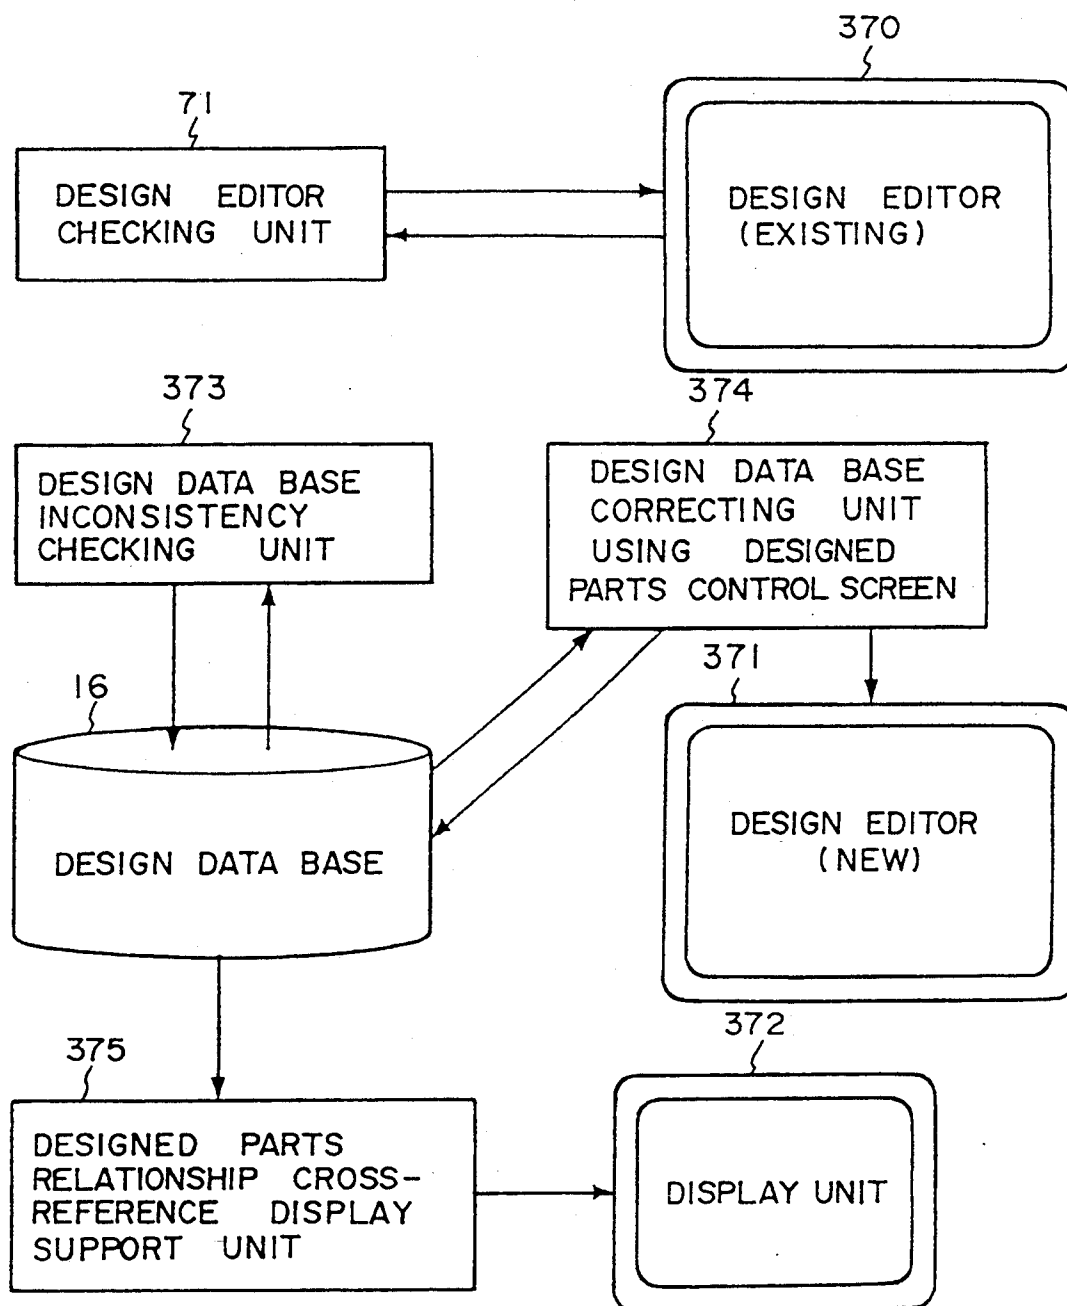 370
71
DESIGN EDITOR
CHECKING UNIT
DESIGN EDITOR
(EXISTING)
373
DESIGN DATA BASE
INCONSISTENCY
CHECKING UNIT
374
DESIGN DATA BASE
CORRECTING UNIT
USING DESIGNED
PARTS CONTROL SCREEN
16
DESIGN DATA BASE
371
DESIGN EDITOR
(NEW)
375
DESIGNED PARTS
RELATIONSHIP CROSS-
REFERENCE DISPLAY
SUPPORT UNIT
372
DISPLAY UNIT